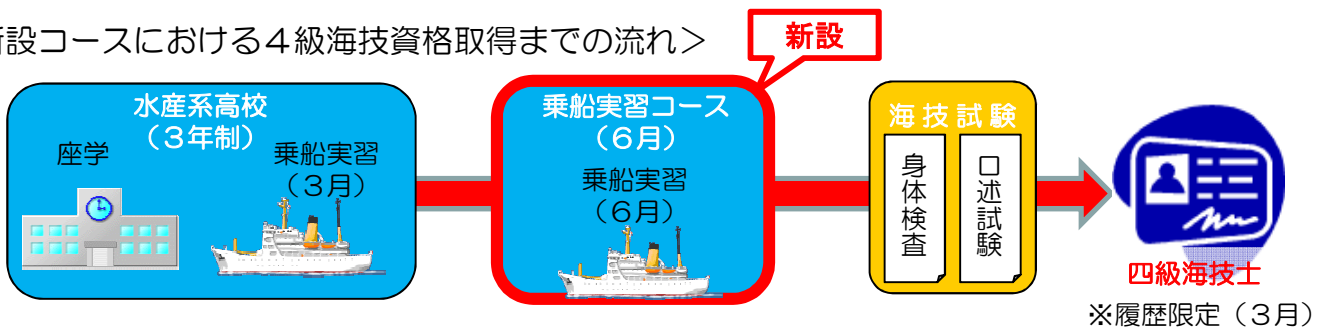 設コースにおける４級海技資格取得までの流れ＞
新設
水産系高校
（３年制）
座学
乗船実習
（３月）
乗船実習コース
（６月）
乗船実習
（６月）
海技試験
身体検査
口述試験
四級海技士
※履歴限定（３月）